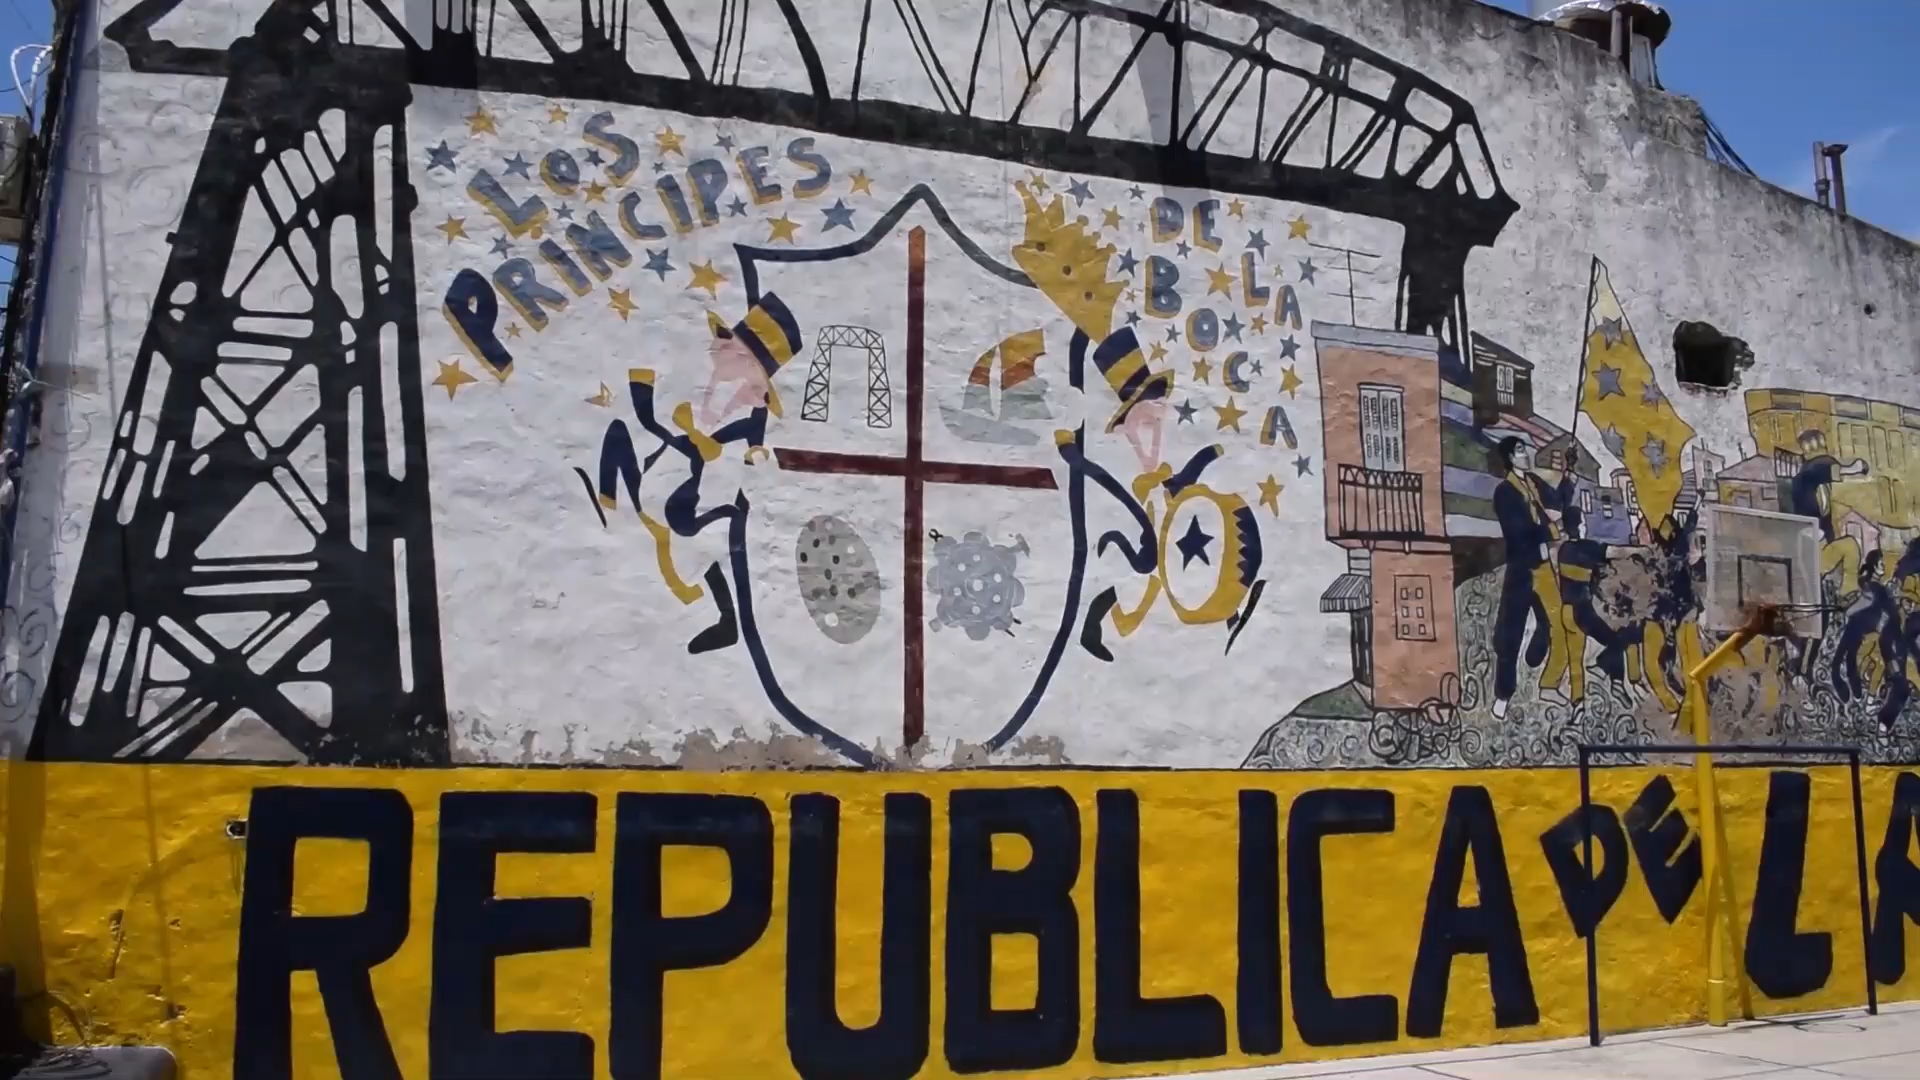 LOS
PRINCIPES
DE
LA
BOCA
REPUBLICA DE LA